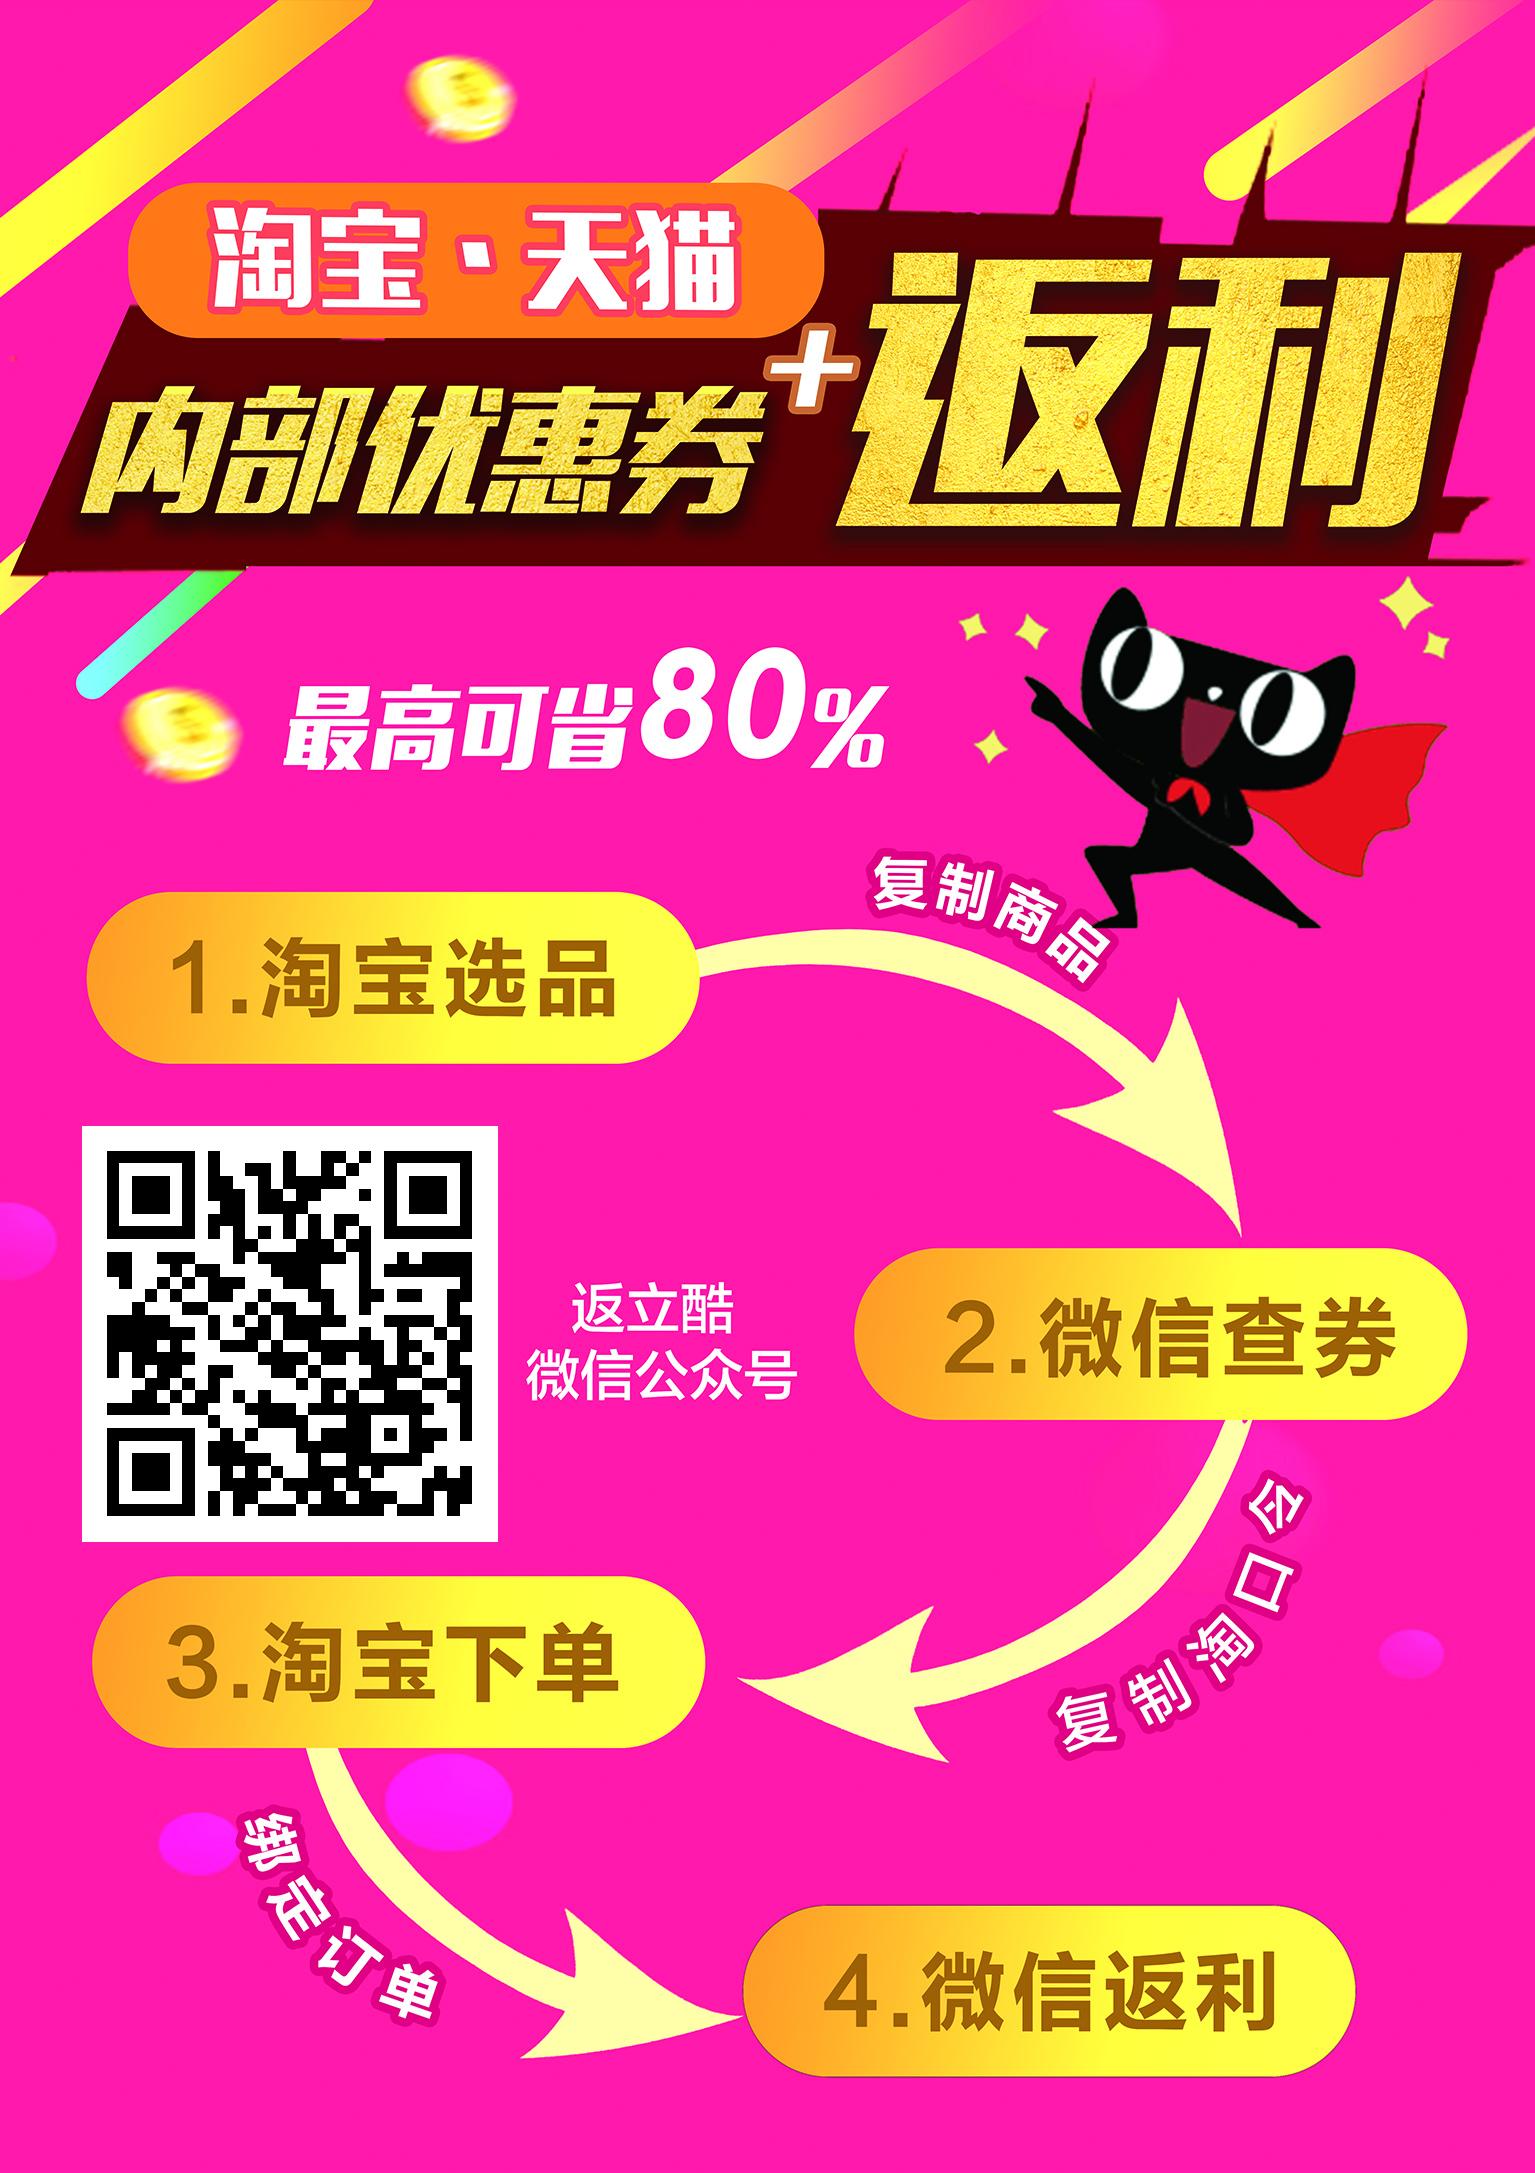 淘宝·天猫
内部优惠券+返利
最高可省80%
1.淘宝选品
复制商品
返立酷
微信公众号
2.微信查券
复制淘口令
3.淘宝下单
绑定订单
4.微信返利